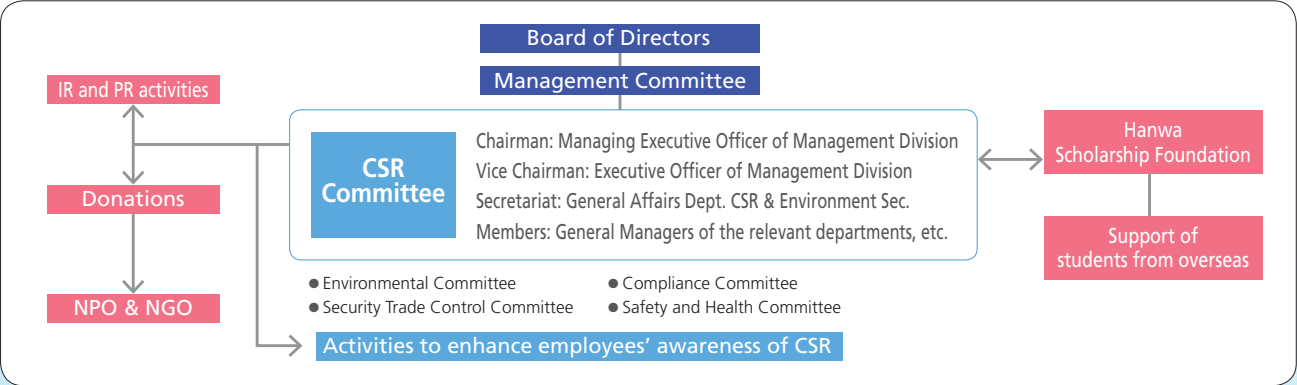 Board of Directors
Management Committee
IR and PR activities
Donations
NPO & NGO
CSR
Committee
Chairman: Managing Executive Officer of Management Division
Vice Chairman: Executive Officer of Management Division
Secretariat: General Affairs Dept. CSR & Environment Sec.
Members: General Managers of the relevant departments, etc.
Hanwa
Scholarship Foundation
Support of
students from overseas
● Environmental Committee
● Compliance Committee
● Security Trade Control Committee
● Safety and Health Committee
Activities to enhance employees’ awareness of CSR